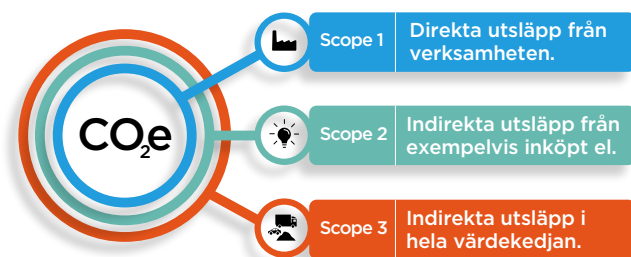 CO₂e
Scope 1
Direkta utsläpp från
verksamheten.
Scope 2
Indirekta utsläpp från
exempelvis inköpt el.
Scope 3
Indirekta utsläpp i
hela värdekedjan.